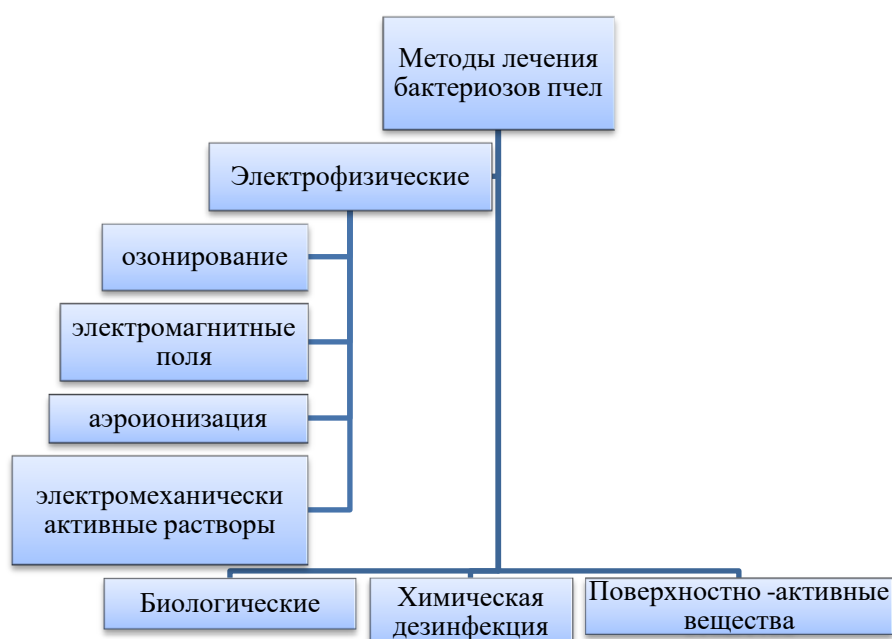 Методы лечения
бактериозов пчел
Электрофизические
озонирование
электромагнитные
поля
аэроионизация
электромеханически
активные растворы
Биологические
Химическая
дезинфекция
Поверхностно -активные
вещества